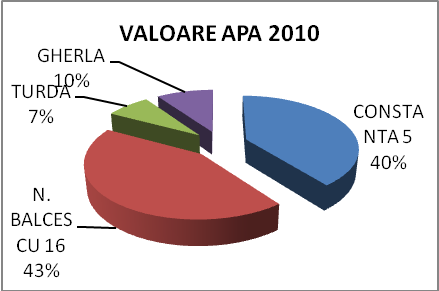 VALOARE APA 2010
GHERLA
10%
TURDA
7%
CONSTA
NTA 5
40%
N.
BALCES
CU 16
43%